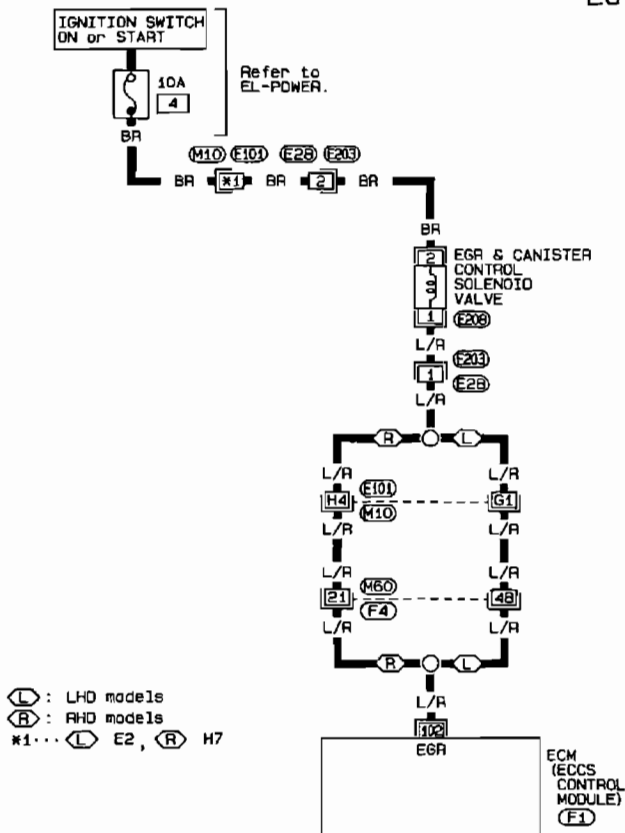 IGNITION SWITCH
ON or START
Refer to
EL-POWER.
10A
4
BR
M10 E101 E28 E203
BR *1 BR 2 BR
BR
2
EGR & CANISTER
CONTROL
SOLENOID
VALVE
1 E208
L/R
E203
1
E28
L/R
R L
L/R L/R
H4 E101 G1
M10
L/R L/R
L/R L/R
21 M60 48
F4
L/R L/R
R L
L/R
102
EGR
ECM
(ECCS
CONTROL
MODULE)
F1
L : LHD models
R : RHD models
*1··· L E2, R H7